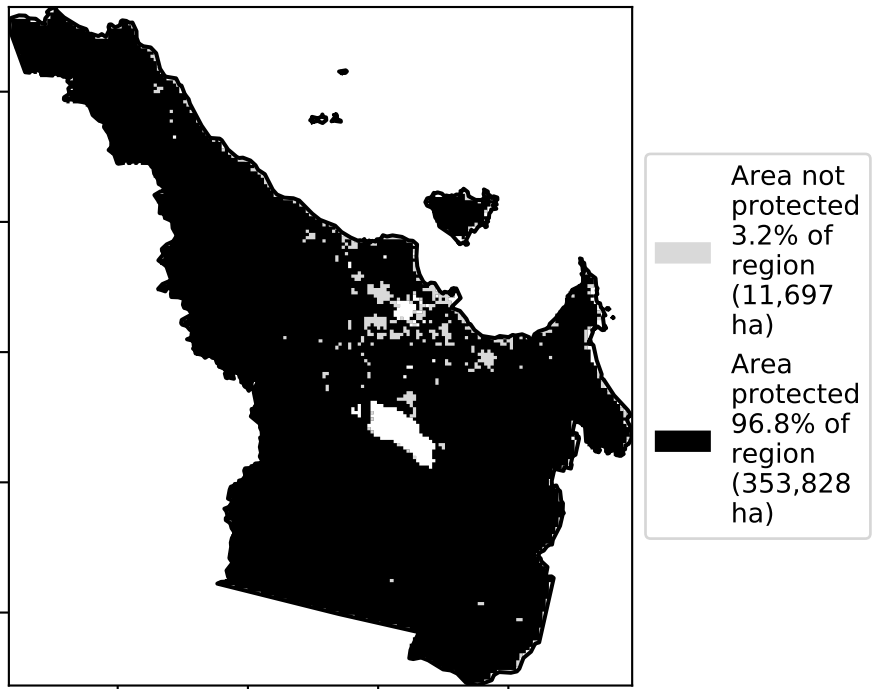 Area not
protected
3.2% of
region
(11,697
ha)
Area
protected
96.8% of
region
(353,828
ha)